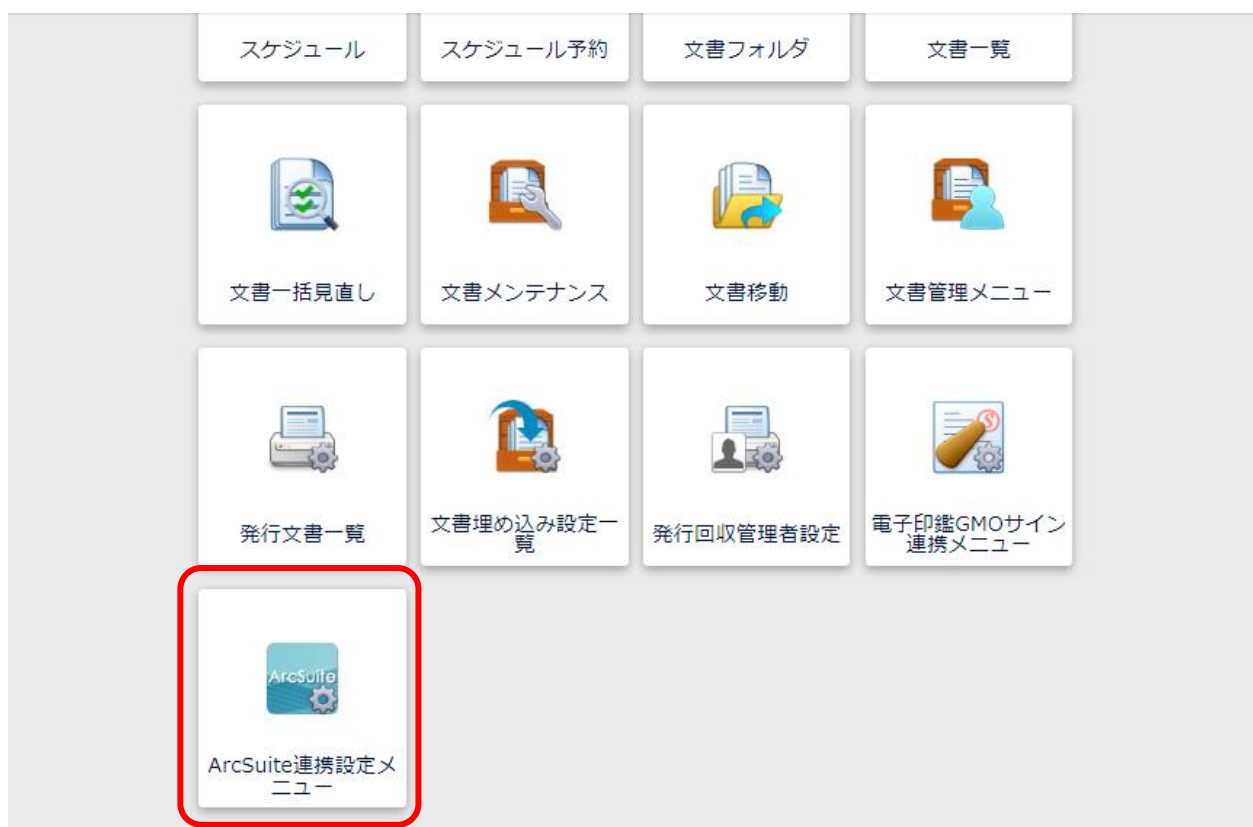 スケジュール
スケジュール予約
文書フォルダ
文書一覧
文書一括見直し
文書メンテナンス
文書移動
文書管理メニュー
発行文書一覧
文書埋め込み設定一
覧
発行回収管理者設定
電子印鑑GMOサイン
連携メニュー
ArcSuite
ArcSuite連携設定メ
ニュー